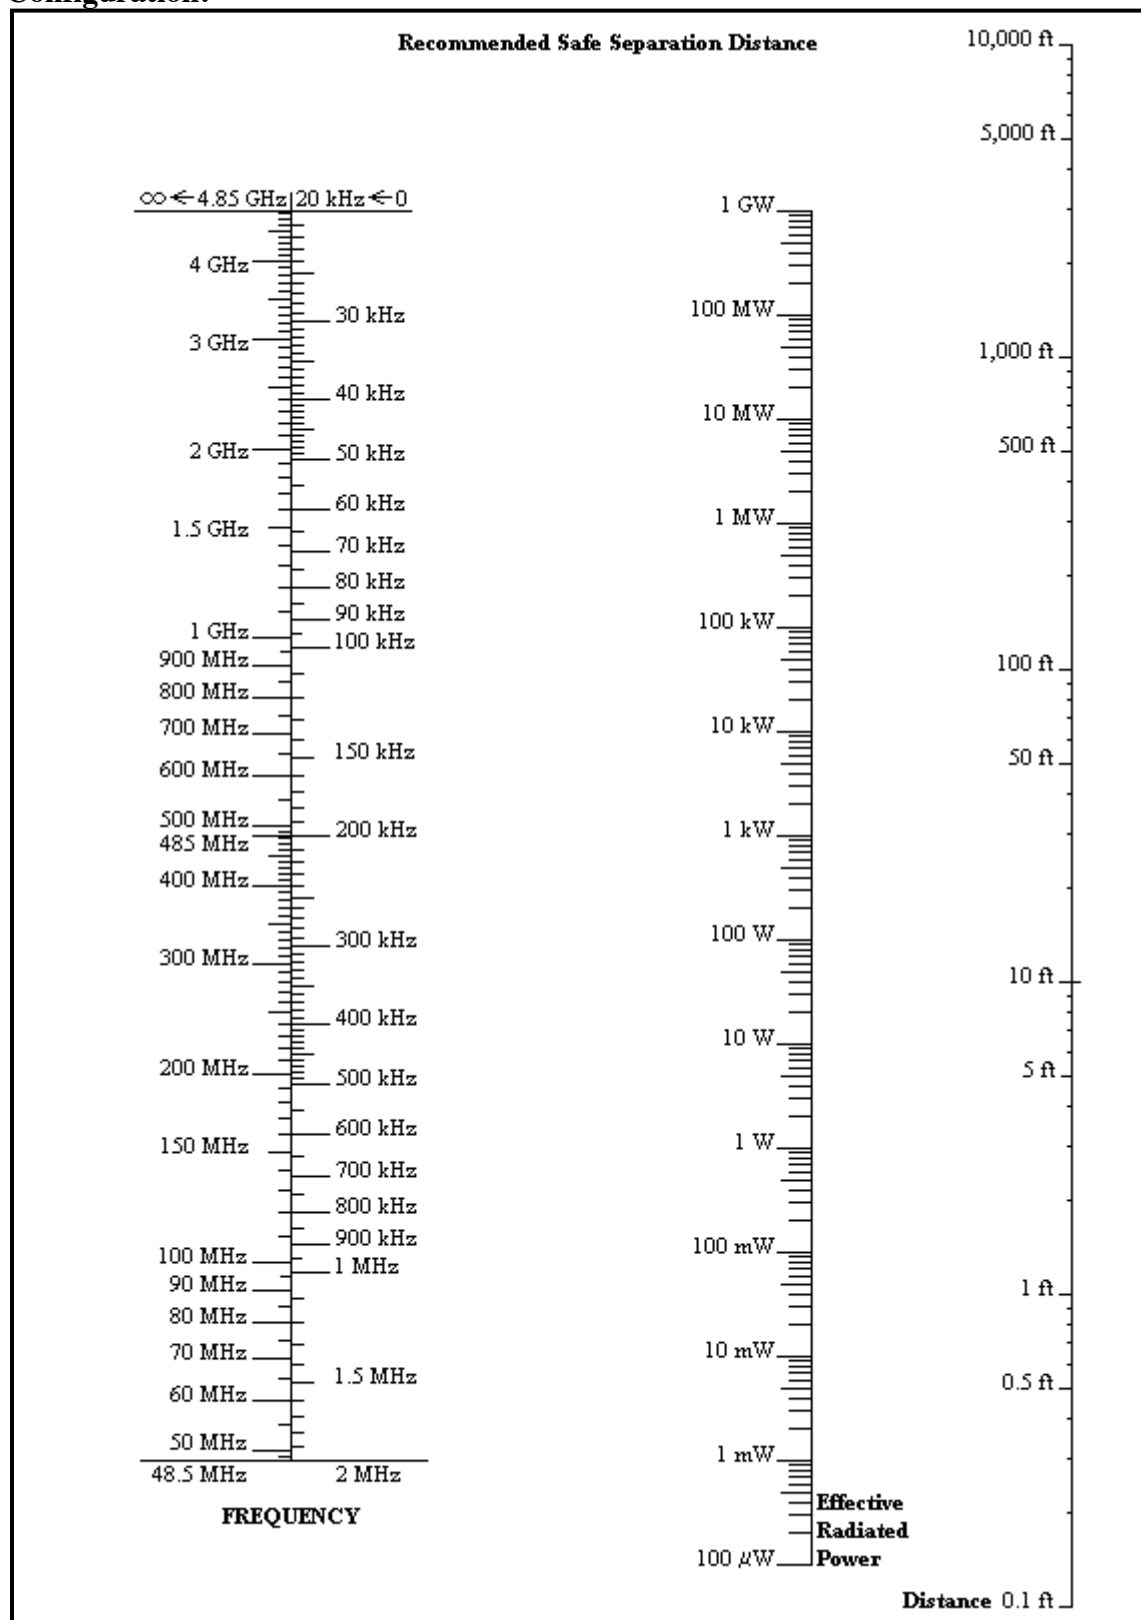 Configuration:
Recommended Safe Separation Distance
10,000 ft
5,000 ft
∞ ← 4.85 GHz 20 kHz ← 0
1 GW
4 GHz
30 kHz
100 MW
3 GHz
1,000 ft
40 kHz
10 MW
2 GHz
50 kHz
500 ft
60 kHz
1 MW
1.5 GHz
70 kHz
80 kHz
90 kHz
100 kW
1 GHz
100 kHz
900 MHz
100 ft
800 MHz
700 MHz
10 kW
150 kHz
600 MHz
50 ft
500 MHz
200 kHz
1 kW
485 MHz
400 MHz
300 kHz
100 W
300 MHz
10 ft
400 kHz
10 W
200 MHz
500 kHz
5 ft
600 kHz
150 MHz
1 W
700 kHz
800 kHz
900 kHz
100 mW
100 MHz
1 MHz
90 MHz
1 ft
80 MHz
70 MHz
10 mW
1.5 MHz
0.5 ft
60 MHz
50 MHz
1 mW
48.5 MHz
2 MHz
FREQUENCY
Effective
Radiated
Power
100 μW
Distance 0.1 ft